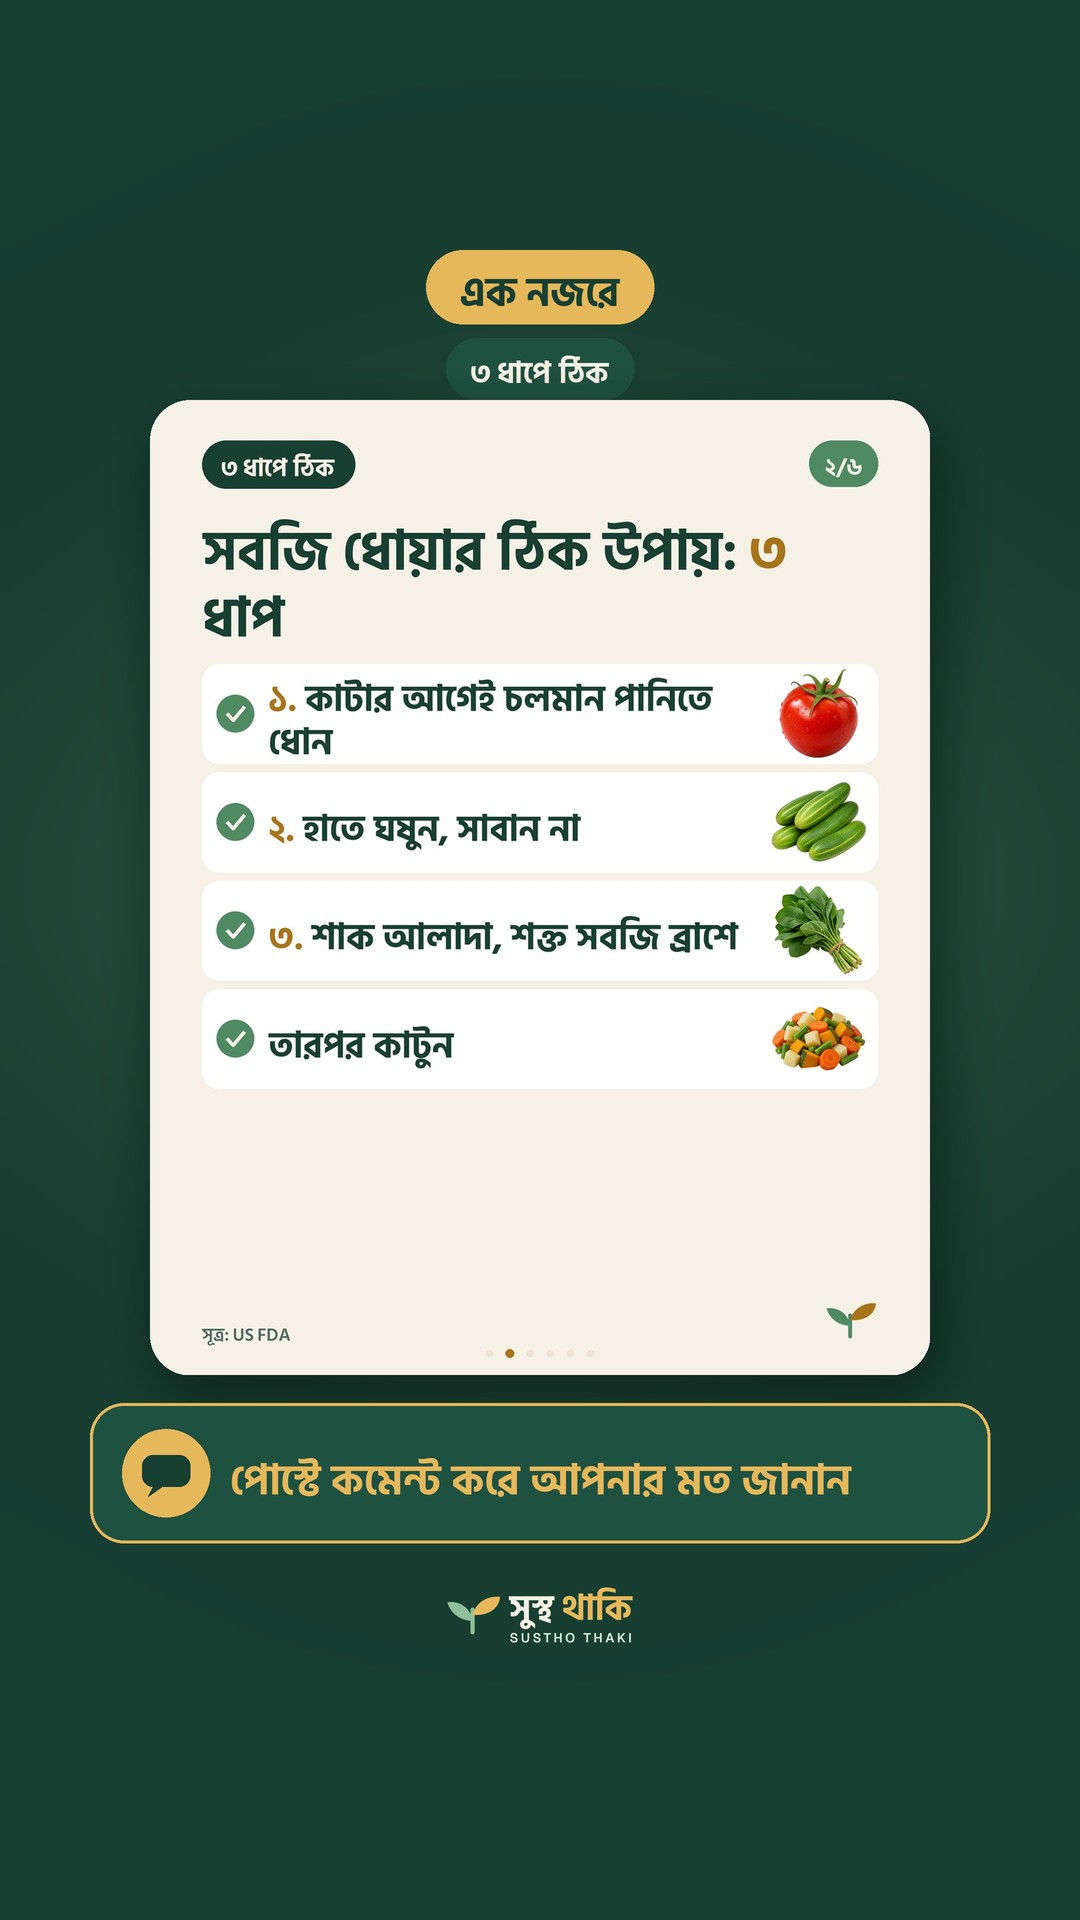 এক নজরে
৩ ধাপে ঠিক
৩ ধাপে ঠিক
২/৬
সবজি ধোয়ার ঠিক উপায়: ৩
ধাপ
১. কাটার আগেই চলমান পানিতে
ধোন
২. হাতে ঘষুন, সাবান না
৩. শাক আলাদা, শক্ত সবজি ব্রাশে
তারপর কাটুন
সূত্র: US FDA
পোস্টে কমেন্ট করে আপনার মত জানান
সুস্থ থাকি
SUSTHO THAKI